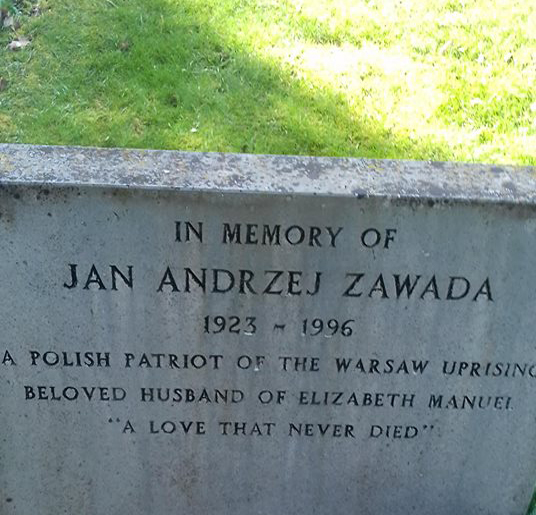 IN MEMORY OF
JAN ANDRZEJ ZAWADA
1923 ~ 1996
A POLISH PATRIOT OF THE WARSAW UPRISING
BELOVED HUSBAND OF ELIZABETH MANUEL
"A LOVE THAT NEVER DIED"